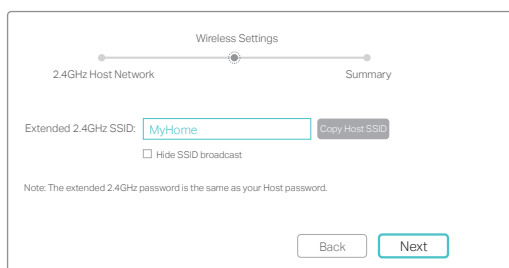 Wireless Settings
2.4GHz Host Network
Summary
Extended 2.4GHz SSID: MyHome Copy Host SSID
Hide SSID broadcast
Note: The extended 2.4GHz password is the same as your Host password.
Back Next